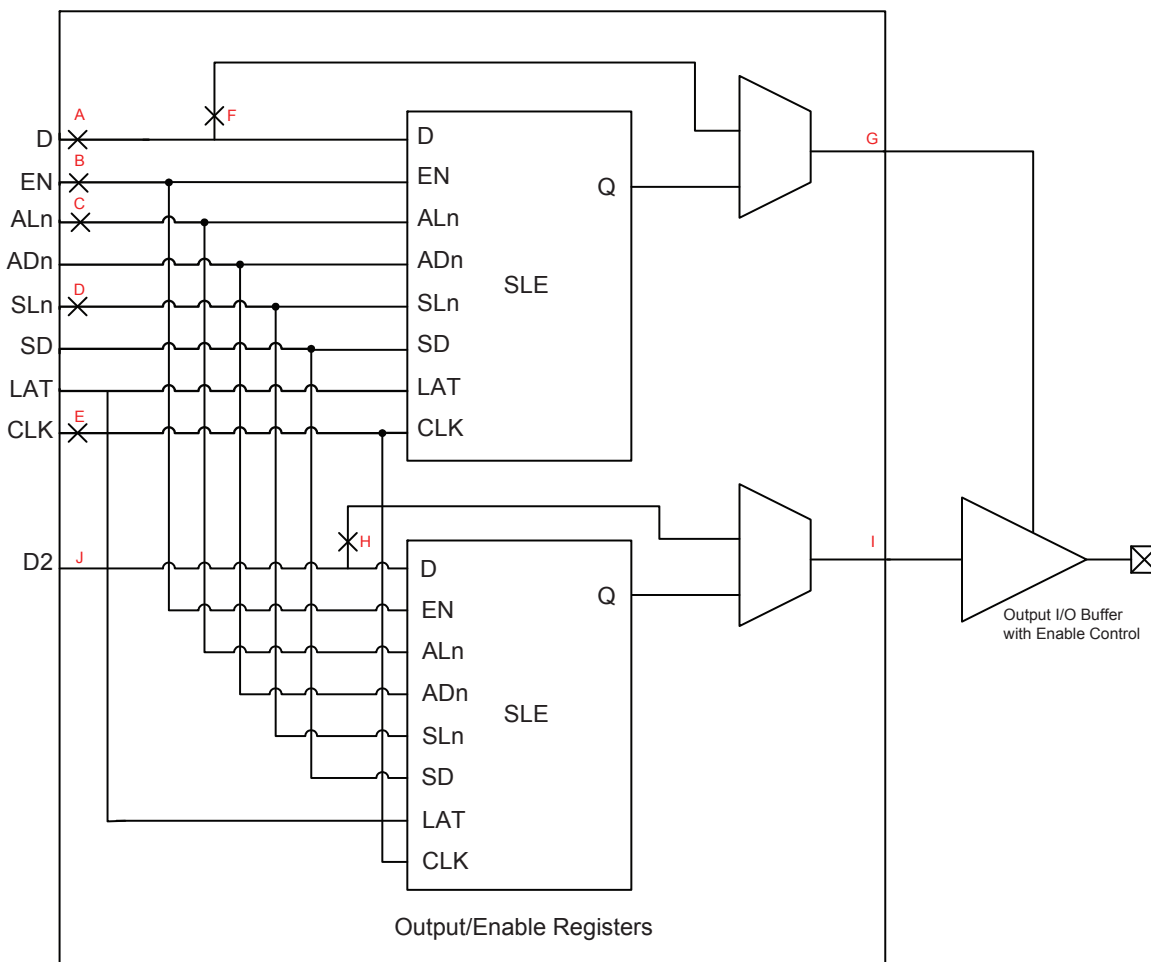 A
D
F
D
G
B
EN
EN
Q
C
ALn
ALn
ADn
ADn
SLE
D
SLn
SLn
SD
SD
LAT
LAT
E
CLK
CLK
H
D2
J
D
I
EN
Q
Output I/O Buffer
with Enable Control
ALn
ADn
SLE
SLn
SD
LAT
CLK
Output/Enable Registers